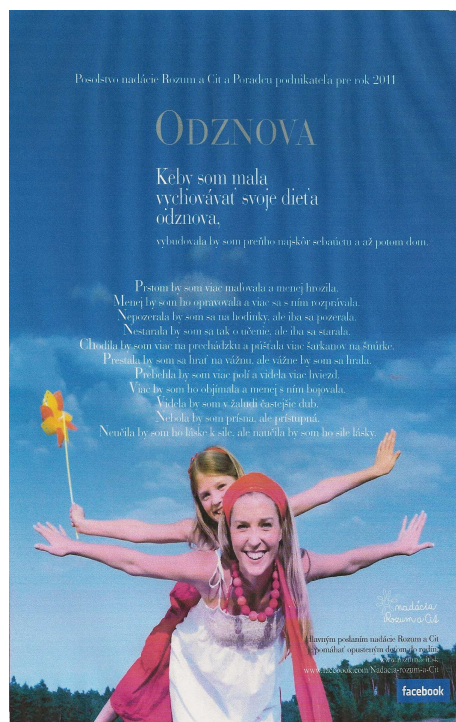 Posolstvo nadácie Rozum a Cit a Poradcu podnikateľa pre rok 2011
ODZNOVA
Keby som mala
vychovávať svoje dieťa
odznova,
vybudovala by som preňho najskôr sebaúctu a až potom dom.
Prstom by som viac maľovala a menej hrozila.
Menej by som ho opravovala a viac sa s ním rozprávala.
Nepozerala by som sa na hodinky, ale iba sa pozerala.
Nestarala by som sa tak o učenie, ale iba sa starala.
Chodila by som viac na prechádzku a púšťala viac šarkanov na šnúrke.
Prestala by som sa hrať na vážnu, ale vážne by som sa hrala.
Prebehla by som viac polí a videla viac hviezd.
Viac by som ho objímala a menej s ním bojovala.
Videla by som v žaludi častejšie dub.
Nebola by som prísna, ale prístupná.
Neučila by som ho láske k sile, ale naučila by som ho sile lásky.
nadácia
Rozum a Cit
Hlavným poslaním nadácie Rozum a Cit
je pomáhať opusteným deťom do rodín.
www.facebook.com/Nadacia-rozum-a-Cit
facebook